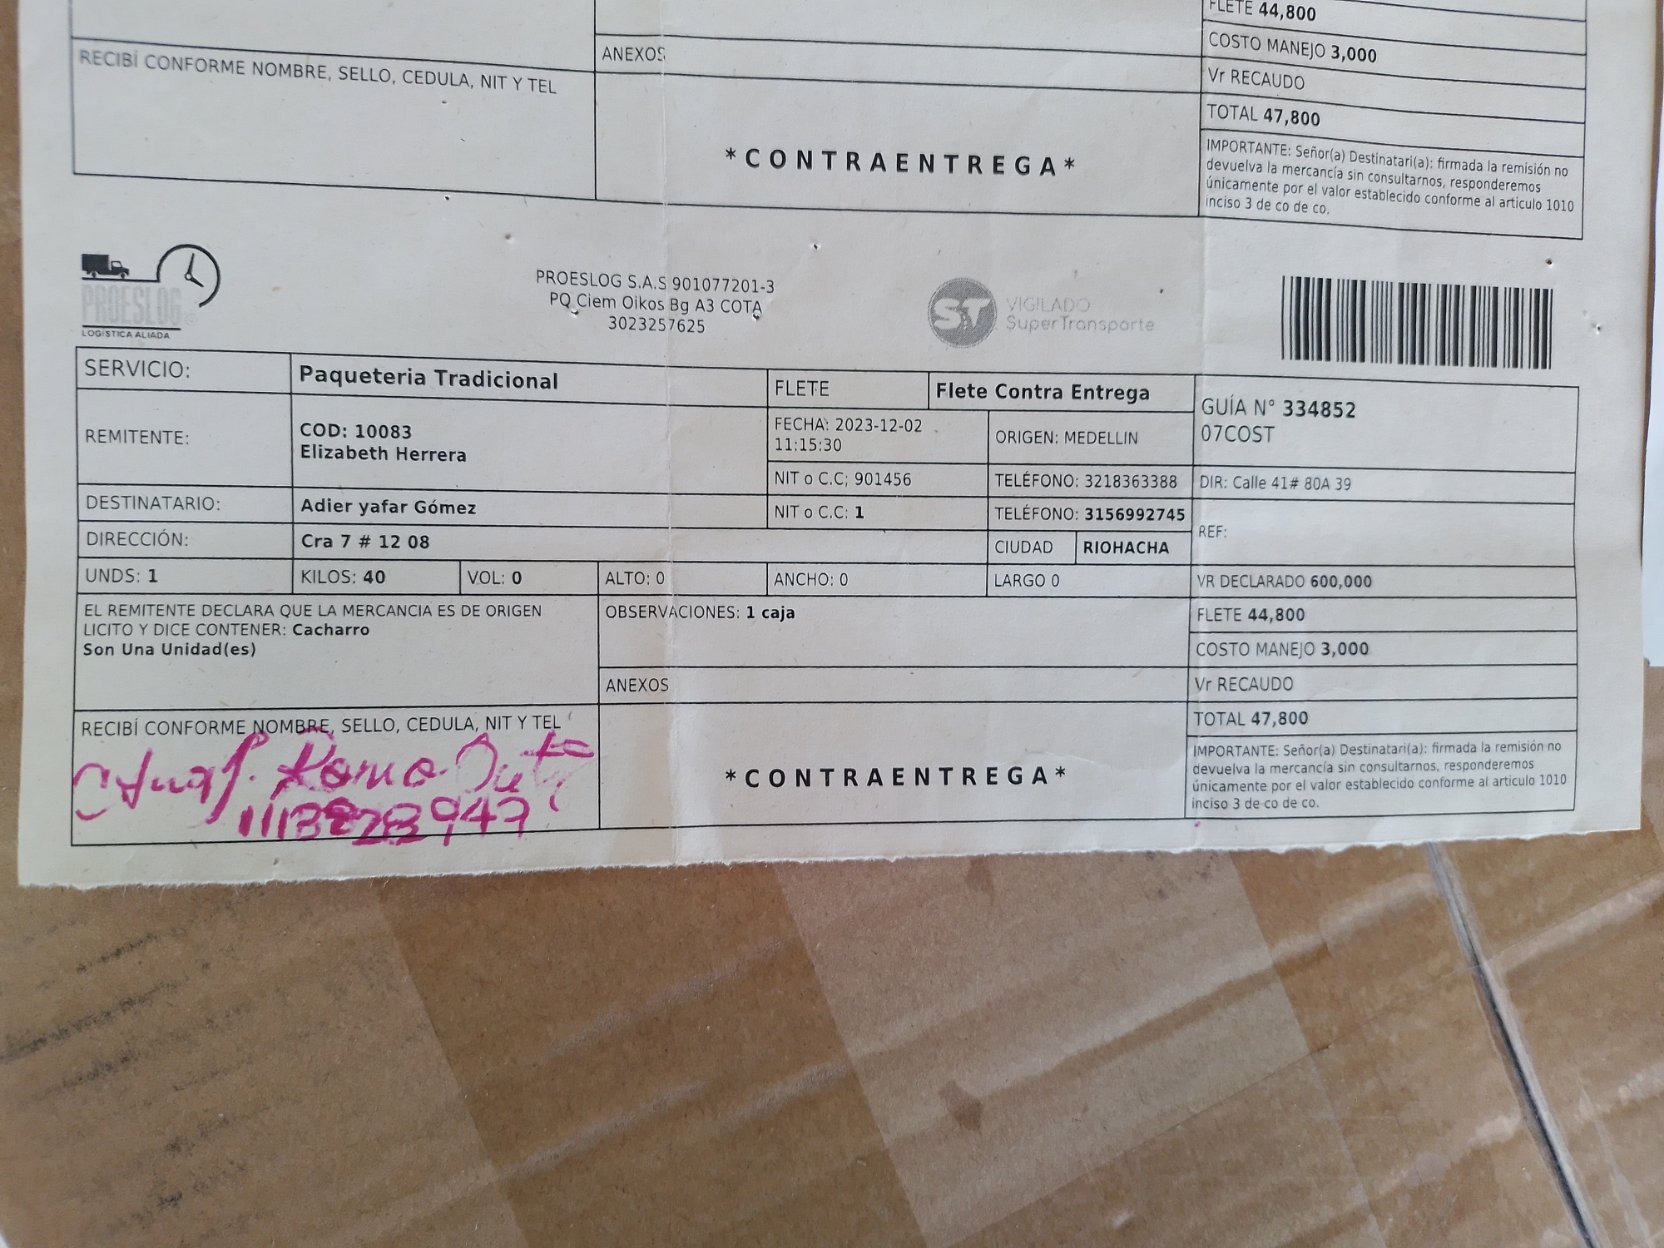 FLETE 44,800
RECIBÍ CONFORME NOMBRE, SELLO, CEDULA, NIT Y TEL
ANEXOS
COSTO MANEJO 3,000
Vr RECAUDO
TOTAL 47,800
*CONTRAENTREGA*
IMPORTANTE: Señor(a) Destinatari(a): firmada la remisión no
devuelva la mercancía sin consultarnos, responderemos
únicamente por el valor establecido conforme al articulo 1010
inciso 3 de co de co.
PROESLOG
LOGISTICA ALIADA
PROESLOG S.A.S 901077201-3
PQ Ciem Oikos Bg A3 COTA
3023257625
ST
VIGILADO
SuperTransporte
SERVICIO: Paqueteria Tradicional FLETE Flete Contra Entrega
GUÍA N° 334852
07COST
REMITENTE:
COD: 10083
Elizabeth Herrera
FECHA: 2023-12-02
11:15:30
ORIGEN: MEDELLIN
NIT o C.C; 901456 TELÉFONO: 3218363388 DIR: Calle 41# 80A 39
DESTINATARIO: Adier yafar Gómez NIT o C.C: 1 TELÉFONO: 3156992745
REF:
DIRECCIÓN: Cra 7 # 12 08 CIUDAD RIOHACHA
UNDS: 1 KILOS: 40 VOL: 0 ALTO: 0 ANCHO: 0 LARGO 0 VR DECLARADO 600,000
EL REMITENTE DECLARA QUE LA MERCANCIA ES DE ORIGEN
LICITO Y DICE CONTENER: Cacharro
Son Una Unidad(es)
OBSERVACIONES: 1 caja
FLETE 44,800
COSTO MANEJO 3,000
ANEXOS
Vr RECAUDO
RECIBÍ CONFORME NOMBRE, SELLO, CEDULA, NIT Y TEL
TOTAL 47,800
*CONTRAENTREGA*
IMPORTANTE: Señor(a) Destinatari(a): firmada la remisión no
devuelva la mercancía sin consultarnos, responderemos
únicamente por el valor establecido conforme al articulo 1010
inciso 3 de co de co.